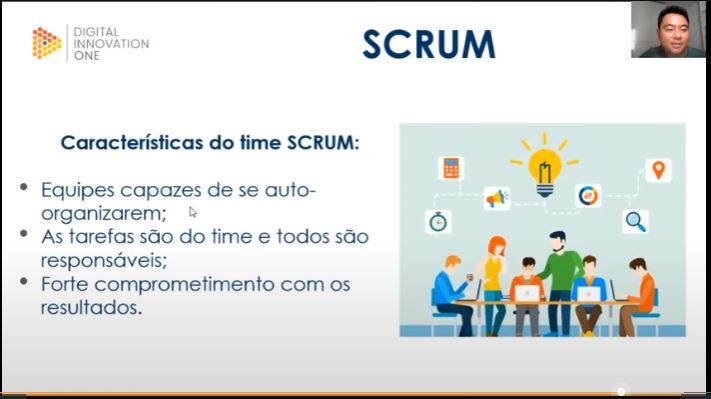 DIGITAL
INNOVATION
ONE
SCRUM
Características do time SCRUM:
• Equipes capazes de se auto-
organizarem;
• As tarefas são do time e todos são
responsáveis;
• Forte comprometimento com os
resultados.